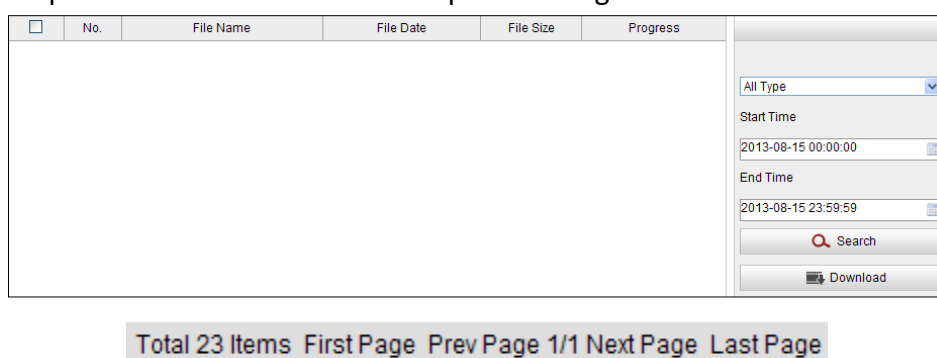 No. File Name File Date File Size Progress
All Type
Start Time
2013-08-15 00:00:00
End Time
2013-08-15 23:59:59
Search
Download
Total 23 Items First Page Prev Page 1/1 Next Page Last Page